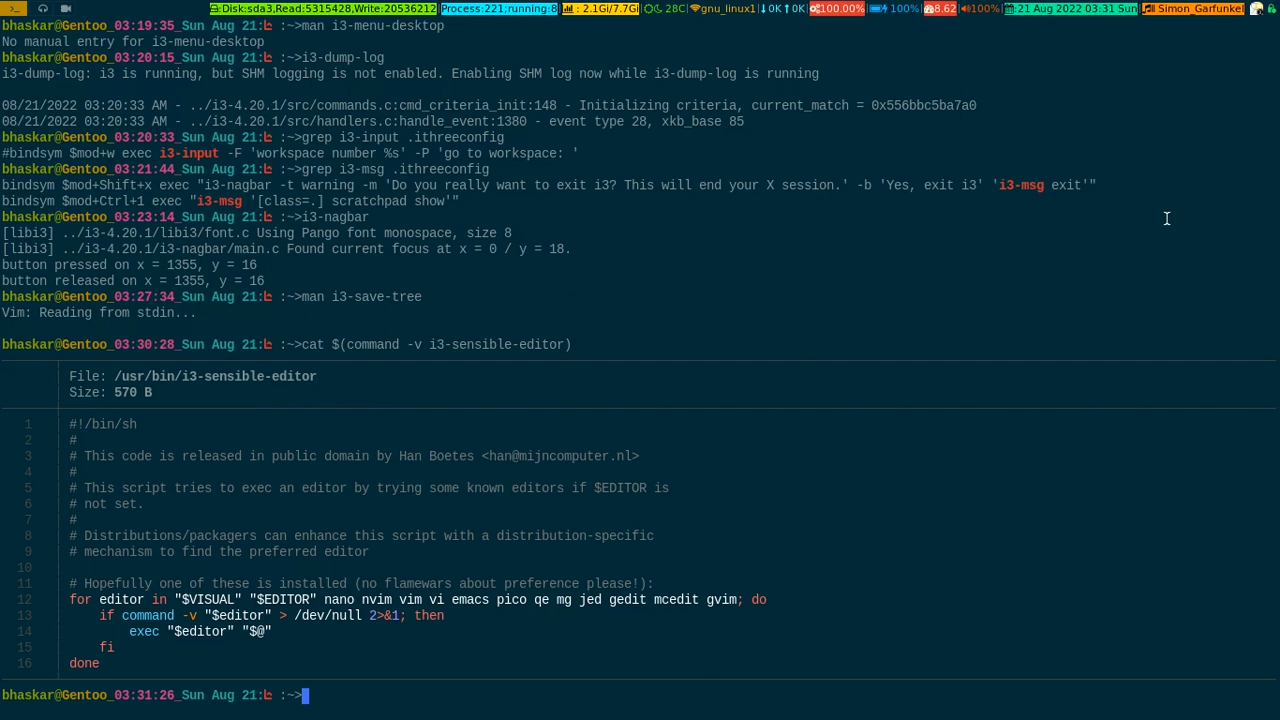 Disk:sda3,Read:5315428,Write:20536212 Process:221;running:8 : 2.1Gi/7.7G 28C gnu_linux1 0K 0K 100.00% 100% 8.62 100% 21 Aug 2022 03:31 Sun Simon_Garfunkel
bhaskar@Gentoo_03:19:35_Sun Aug 21: :~>man i3-menu-desktop
No manual entry for i3-menu-desktop
bhaskar@Gentoo_03:20:15_Sun Aug 21: :~>i3-dump-log
i3-dump-log: i3 is running, but SHM logging is not enabled. Enabling SHM log now while i3-dump-log is running
08/21/2022 03:20:33 AM - ../i3-4.20.1/src/commands.c:cmd_criteria_init:148 - Initializing criteria, current_match = 0x556bbc5ba7a0
08/21/2022 03:20:33 AM - ../i3-4.20.1/src/handlers.c:handle_event:1380 - event type 28, xkb_base 85
bhaskar@Gentoo_03:20:33_Sun Aug 21: :~>grep i3-input .ithreeconfig
#bindsym $mod+w exec i3-input -F 'workspace number %s' -P 'go to workspace: '
bhaskar@Gentoo_03:21:44_Sun Aug 21: :~>grep i3-msg .ithreeconfig
bindsym $mod+Shift+x exec "i3-nagbar -t warning -m 'Do you really want to exit i3? This will end your X session.' -b 'Yes, exit i3' 'i3-msg exit'"
bindsym $mod+Ctrl+1 exec "i3-msg '[class=.] scratchpad show'"
bhaskar@Gentoo_03:23:14_Sun Aug 21: :~>i3-nagbar
[libi3] ../i3-4.20.1/libi3/font.c Using Pango font monospace, size 8
[libi3] ../i3-4.20.1/i3-nagbar/main.c Found current focus at x = 0 / y = 18.
button pressed on x = 1355, y = 16
button released on x = 1355, y = 16
bhaskar@Gentoo_03:27:34_Sun Aug 21: :~>man i3-save-tree
Vim: Reading from stdin...
bhaskar@Gentoo_03:30:28_Sun Aug 21: :~>cat $(command -v i3-sensible-editor)
File: /usr/bin/i3-sensible-editor
Size: 570 B
1 #!/bin/sh
2 #
3 # This code is released in public domain by Han Boetes <han@mijncomputer.nl>
4 #
5 # This script tries to exec an editor by trying some known editors if $EDITOR is
6 # not set.
7 #
8 # Distributions/packagers can enhance this script with a distribution-specific
9 # mechanism to find the preferred editor
10
11 # Hopefully one of these is installed (no flamewars about preference please!):
12 for editor in "$VISUAL" "$EDITOR" nano nvim vim vi emacs pico qe mg jed gedit mcedit gvim; do
13 if command -v "$editor" > /dev/null 2>&1; then
14 exec "$editor" "$@"
15 fi
16 done
bhaskar@Gentoo_03:31:26_Sun Aug 21: :~>